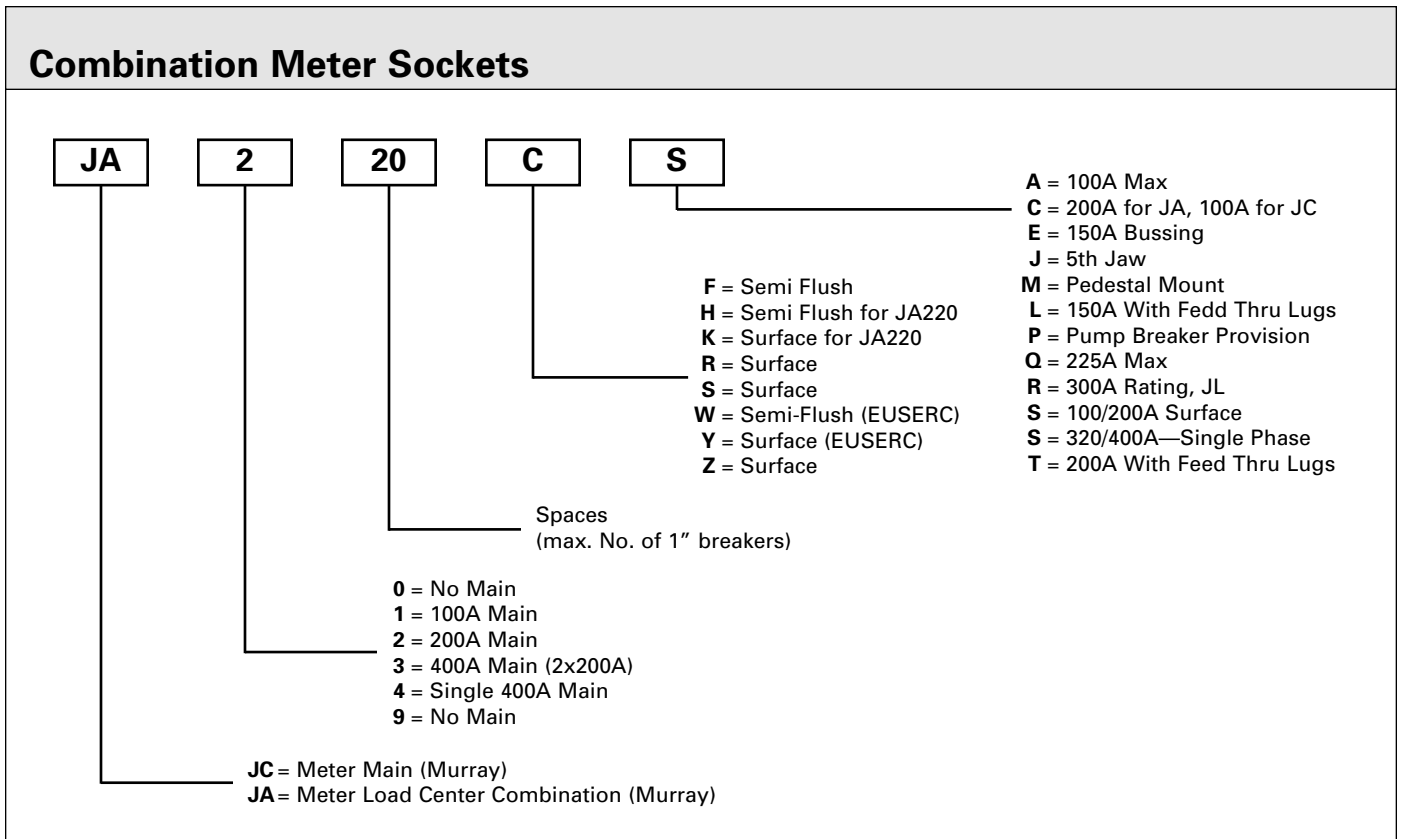 Combination Meter Sockets
JA 2 20 C S
A = 100A Max
C = 200A for JA, 100A for JC
E = 150A Bussing
J = 5th Jaw
M = Pedestal Mount
L = 150A With Fedd Thru Lugs
P = Pump Breaker Provision
Q = 225A Max
R = 300A Rating, JL
S = 100/200A Surface
S = 320/400A—Single Phase
T = 200A With Feed Thru Lugs
F = Semi Flush
H = Semi Flush for JA220
K = Surface for JA220
R = Surface
S = Surface
W = Semi-Flush (EUSERC)
Y = Surface (EUSERC)
Z = Surface
Spaces
(max. No. of 1” breakers)
0 = No Main
1 = 100A Main
2 = 200A Main
3 = 400A Main (2x200A)
4 = Single 400A Main
9 = No Main
JC = Meter Main (Murray)
JA = Meter Load Center Combination (Murray)